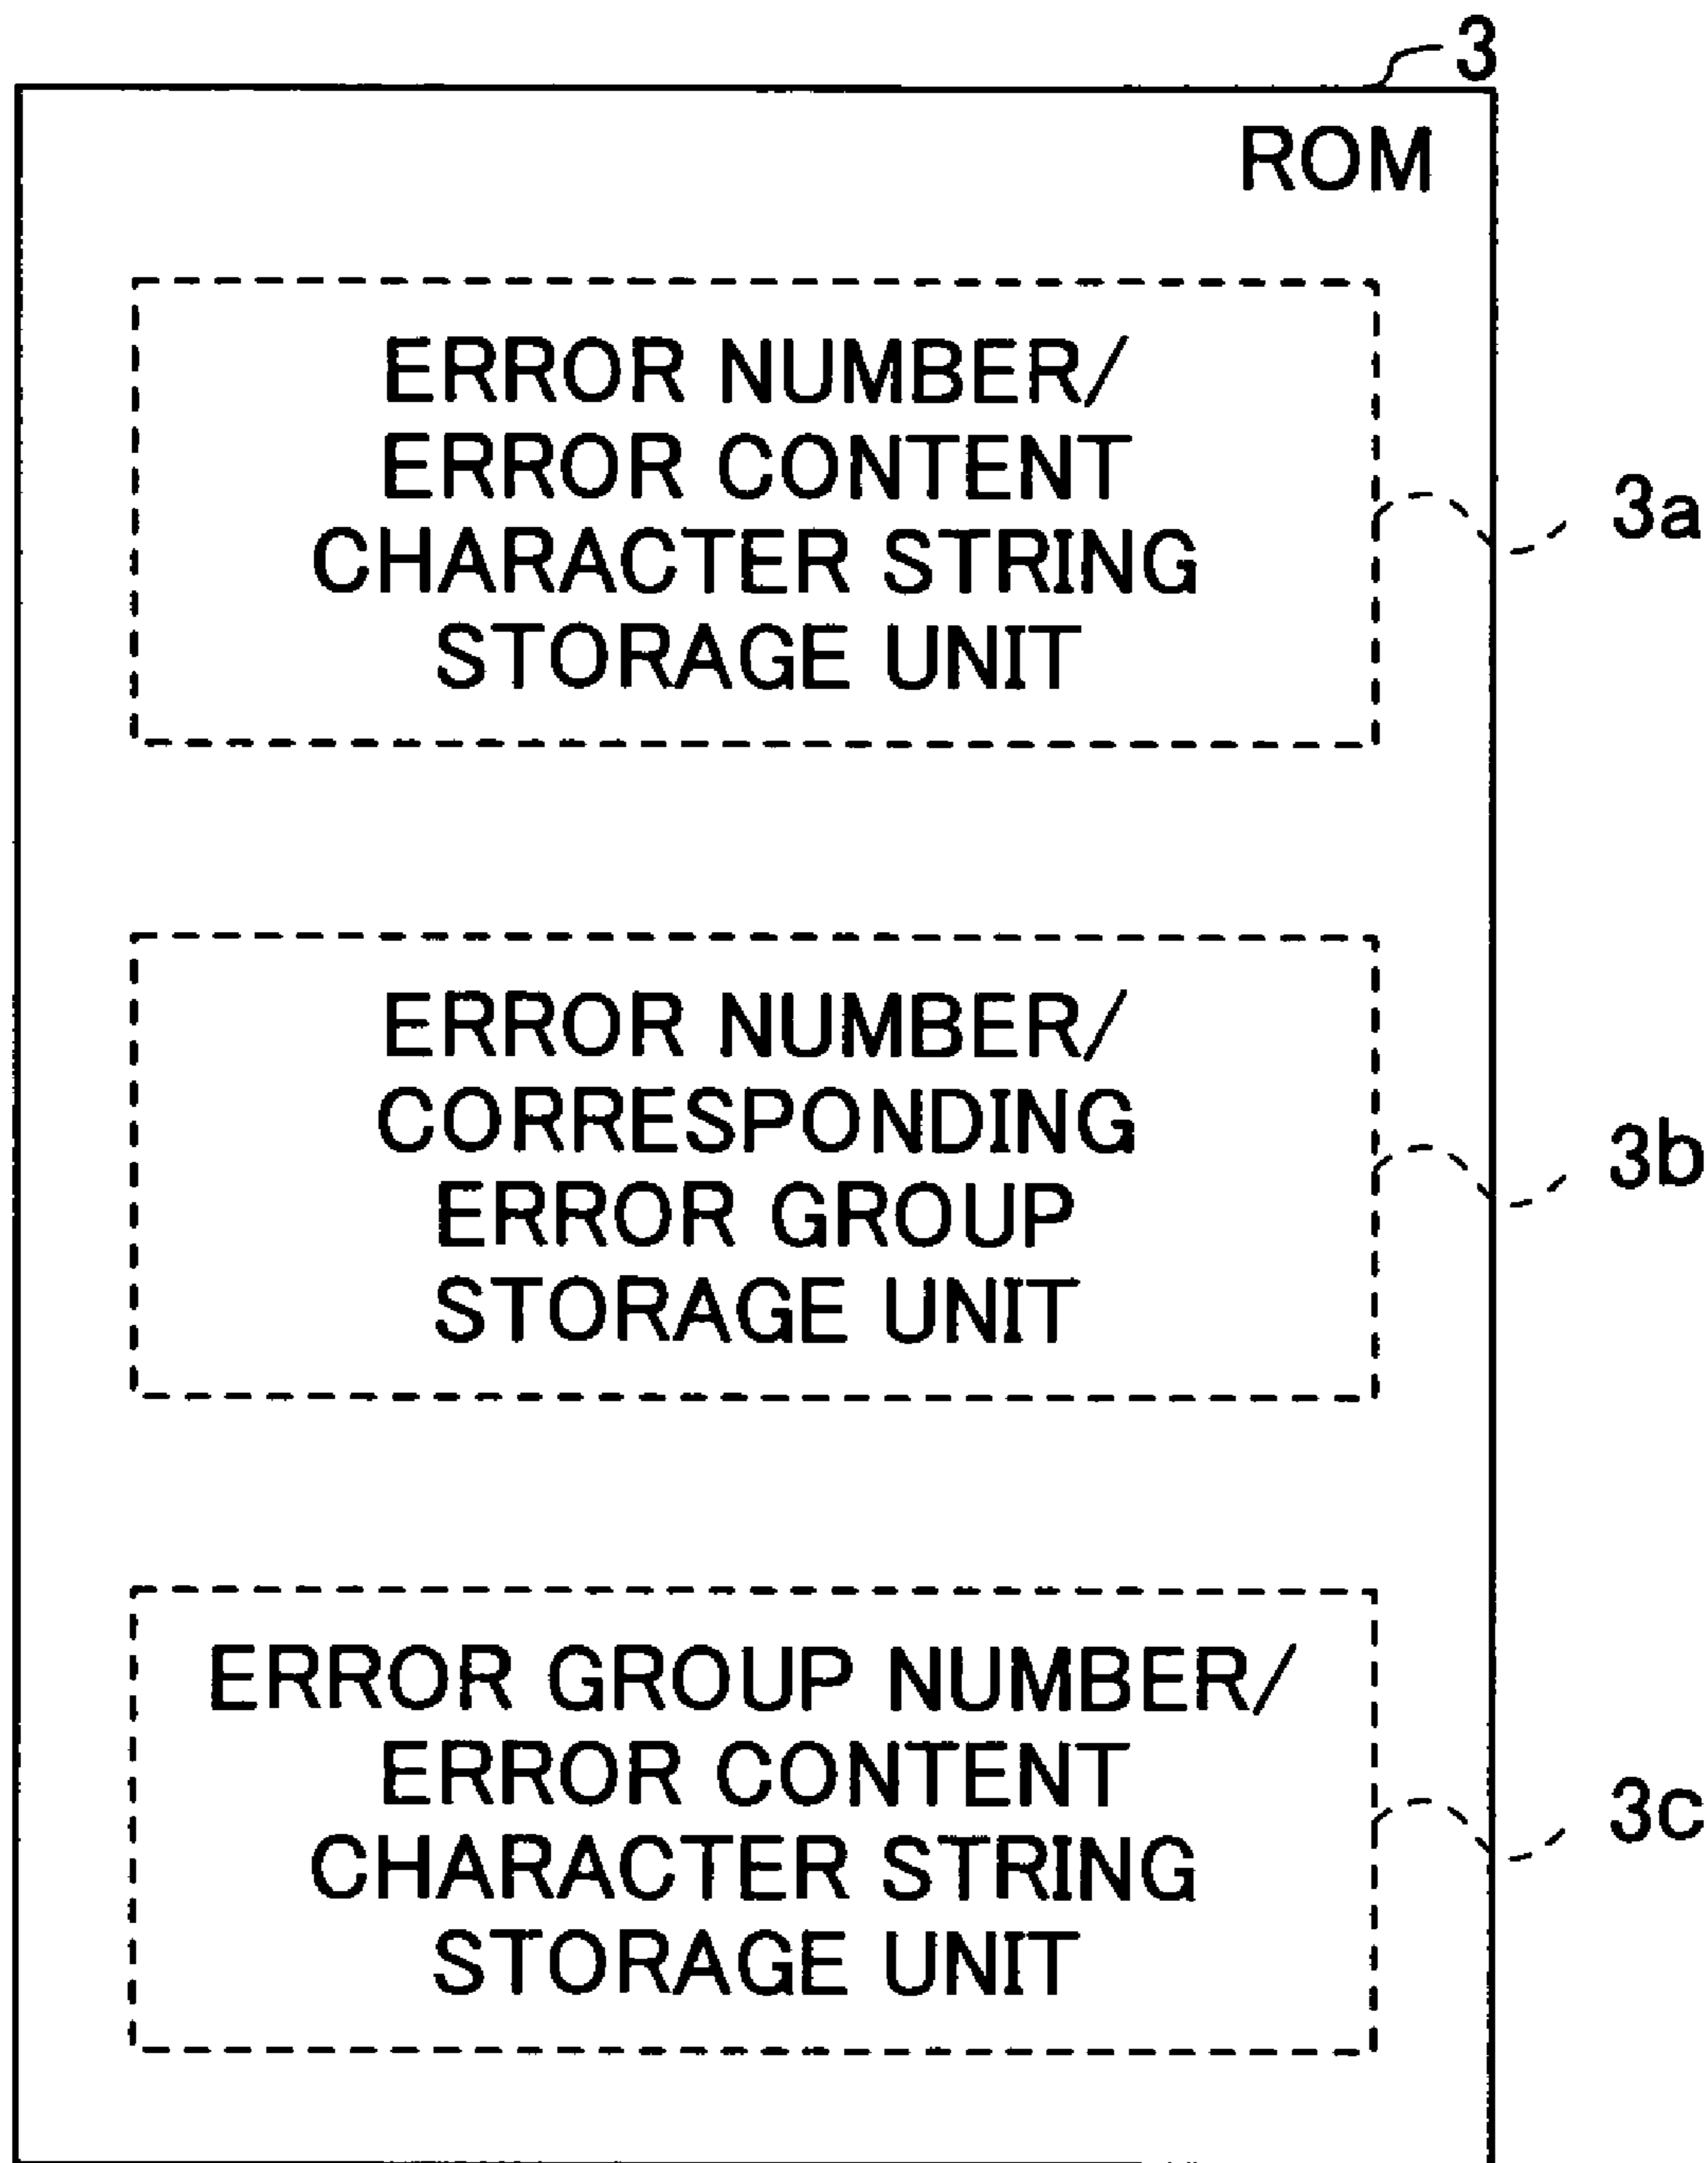 3
ROM
ERROR NUMBER/
ERROR CONTENT
CHARACTER STRING
STORAGE UNIT
3a
ERROR NUMBER/
CORRESPONDING
ERROR GROUP
STORAGE UNIT
3b
ERROR GROUP NUMBER/
ERROR CONTENT
CHARACTER STRING
STORAGE UNIT
3c